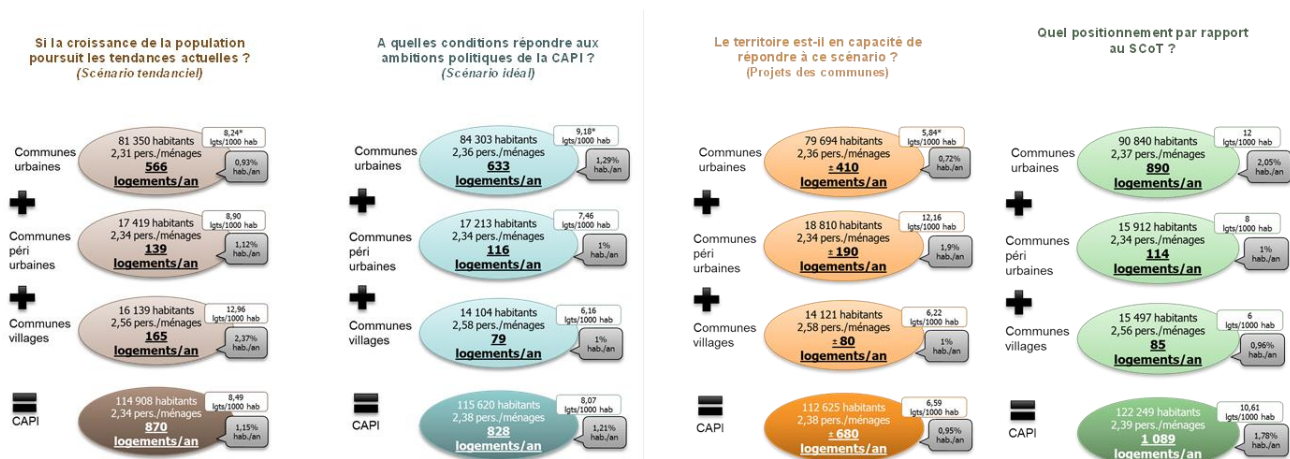 Si la croissance de la population
poursuit les tendances actuelles ?
(Scénario tendanciel)
Communes
urbaines
81 350 habitants
2,31 pers./ménages
566
logements/an
8,24*
lgts/1000 hab
0,93%
hab./an
Communes
péri
urbaines
17 419 habitants
2,34 pers./ménages
139
logements/an
8,90
lgts/1000 hab
1,12%
hab./an
Communes
villages
16 139 habitants
2,56 pers./ménages
165
logements/an
12,96
lgts/1000 hab
2,37%
hab./an
CAPI
114 908 habitants
2,34 pers./ménages
870
logements/an
8,49
lgts/1000 hab
1,15%
hab./an
A quelles conditions répondre aux
ambitions politiques de la CAPI ?
(Scénario idéal)
Communes
urbaines
84 303 habitants
2,36 pers./ménages
633
logements/an
9,18*
lgts/1000 hab
1,29%
hab./an
Communes
péri
urbaines
17 213 habitants
2,34 pers./ménages
116
logements/an
7,46
lgts/1000 hab
1%
hab./an
Communes
villages
14 104 habitants
2,58 pers./ménages
79
logements/an
6,16
lgts/1000 hab
1%
hab./an
CAPI
115 620 habitants
2,38 pers./ménages
828
logements/an
8,07
lgts/1000 hab
1,21%
hab./an
Le territoire est-il en capacité de
répondre à ce scénario ?
(Projets des communes)
Communes
urbaines
79 694 habitants
2,36 pers./ménages
± 410
logements/an
5,84*
lgts/1000 hab
0,72%
hab./an
Communes
péri
urbaines
18 810 habitants
2,34 pers./ménages
± 190
logements/an
12,16
lgts/1000 hab
1,9%
hab./an
Communes
villages
14 121 habitants
2,58 pers./ménages
± 80
logements/an
6,22
lgts/1000 hab
1%
hab./an
CAPI
112 625 habitants
2,38 pers./ménages
± 680
logements/an
6,59
lgts/1000 hab
0,95%
hab./an
Quel positionnement par rapport
au SCoT ?
Communes
urbaines
90 840 habitants
2,37 pers./ménages
890
logements/an
12
lgts/1000 hab
2,05%
hab./an
Communes
péri
urbaines
15 912 habitants
2,34 pers./ménages
114
logements/an
8
lgts/1000 hab
1%
hab./an
Communes
villages
15 497 habitants
2,56 pers./ménages
85
logements/an
6
lgts/1000 hab
0,96%
hab./an
CAPI
122 249 habitants
2,39 pers./ménages
1 089
logements/an
10,61
lgts/1000 hab
1,78%
hab./an